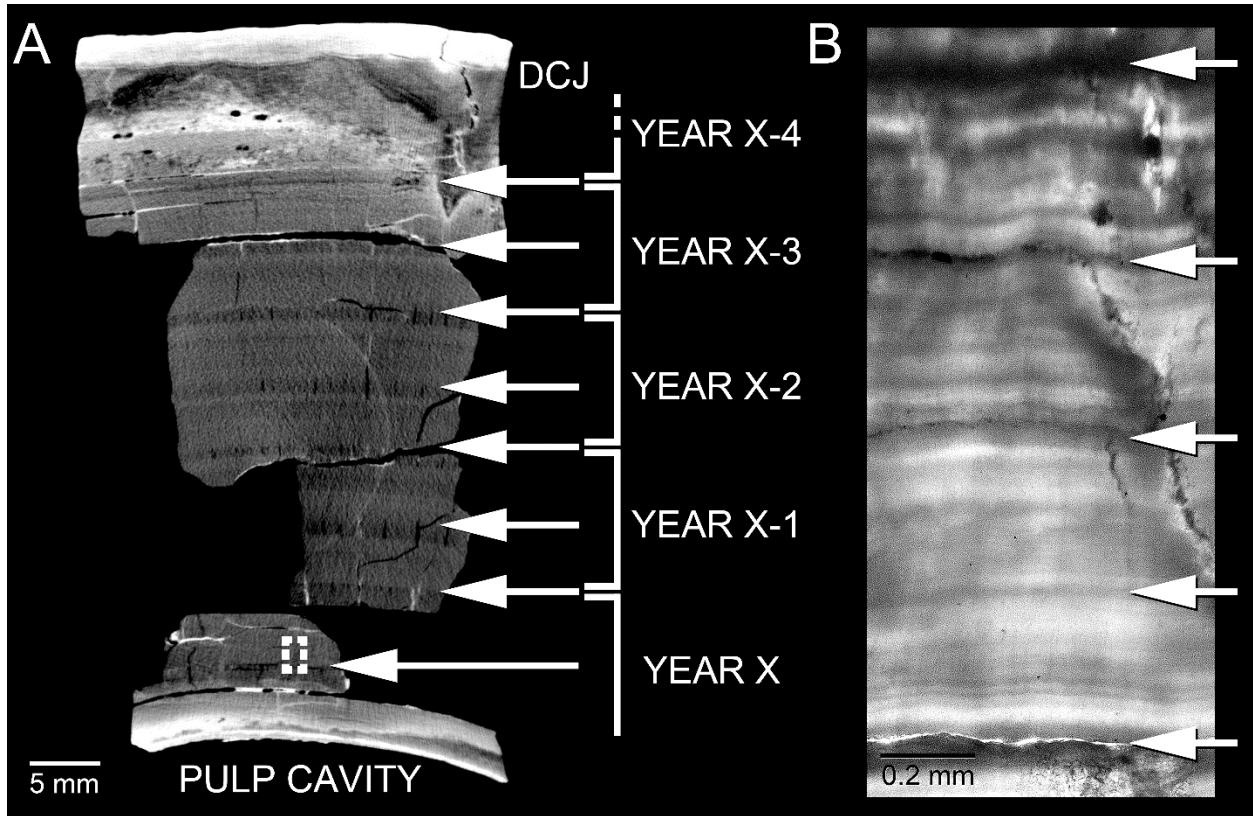 A
B
DCJ
YEAR X-4
YEAR X-3
YEAR X-2
YEAR X-1
YEAR X
5 mm
PULP CAVITY
0.2 mm